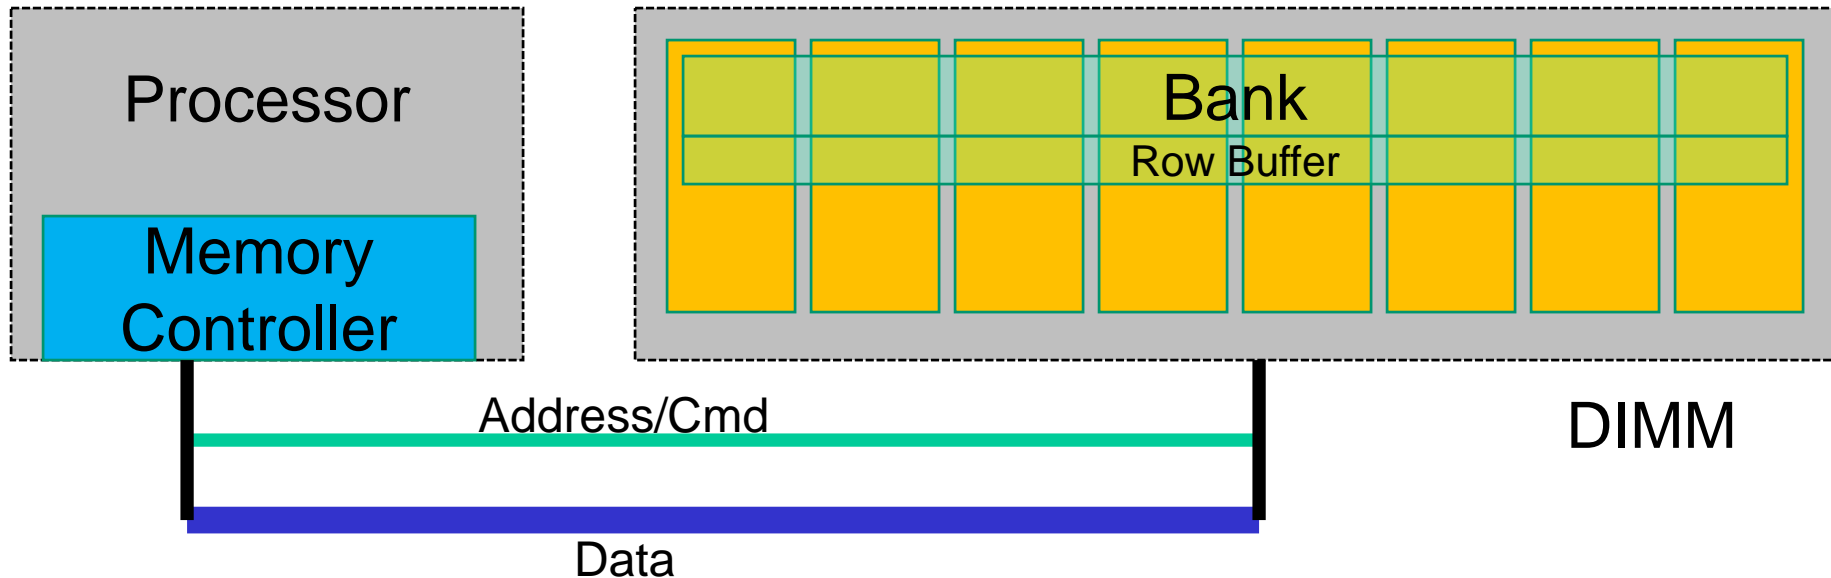 Processor
Memory
Controller
Bank
Row Buffer
Address/Cmd
DIMM
Data